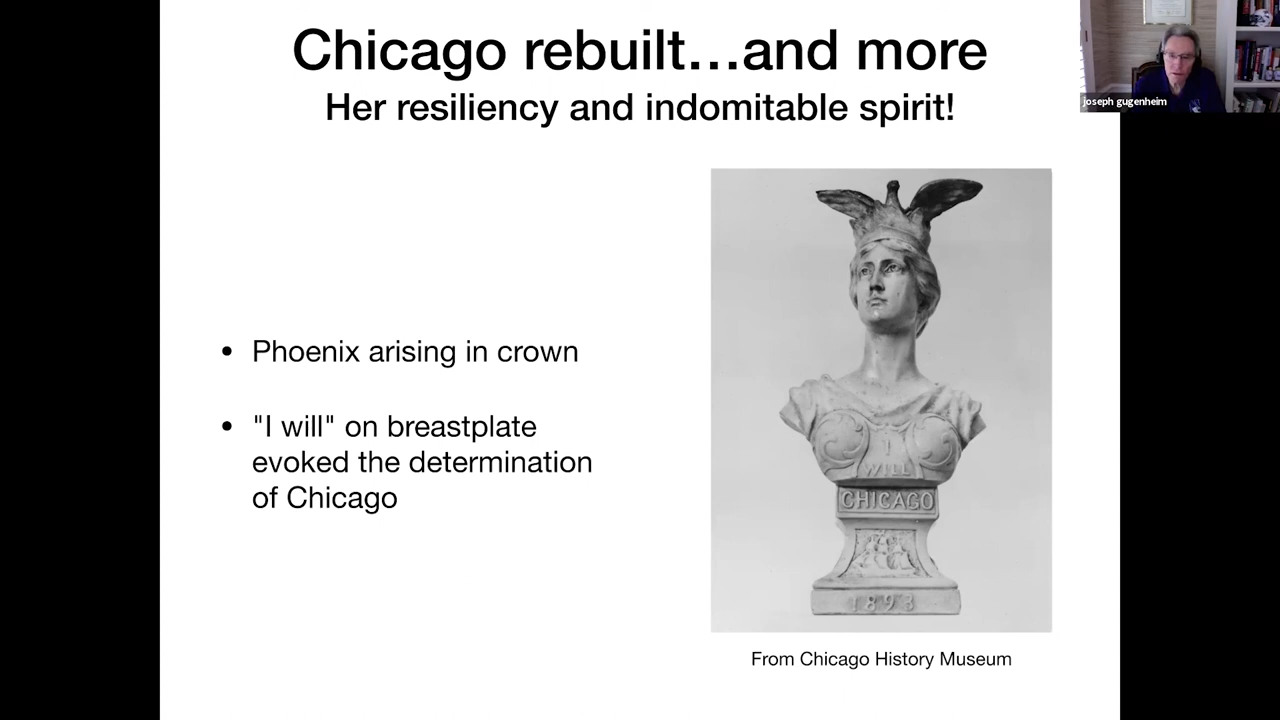 Chicago rebuilt...and more
Her resiliency and indomitable spirit!
joseph gugenheim
• Phoenix arising in crown
• "I will" on breastplate
evoked the determination
of Chicago
I
WILL
CHICAGO
1893
From Chicago History Museum